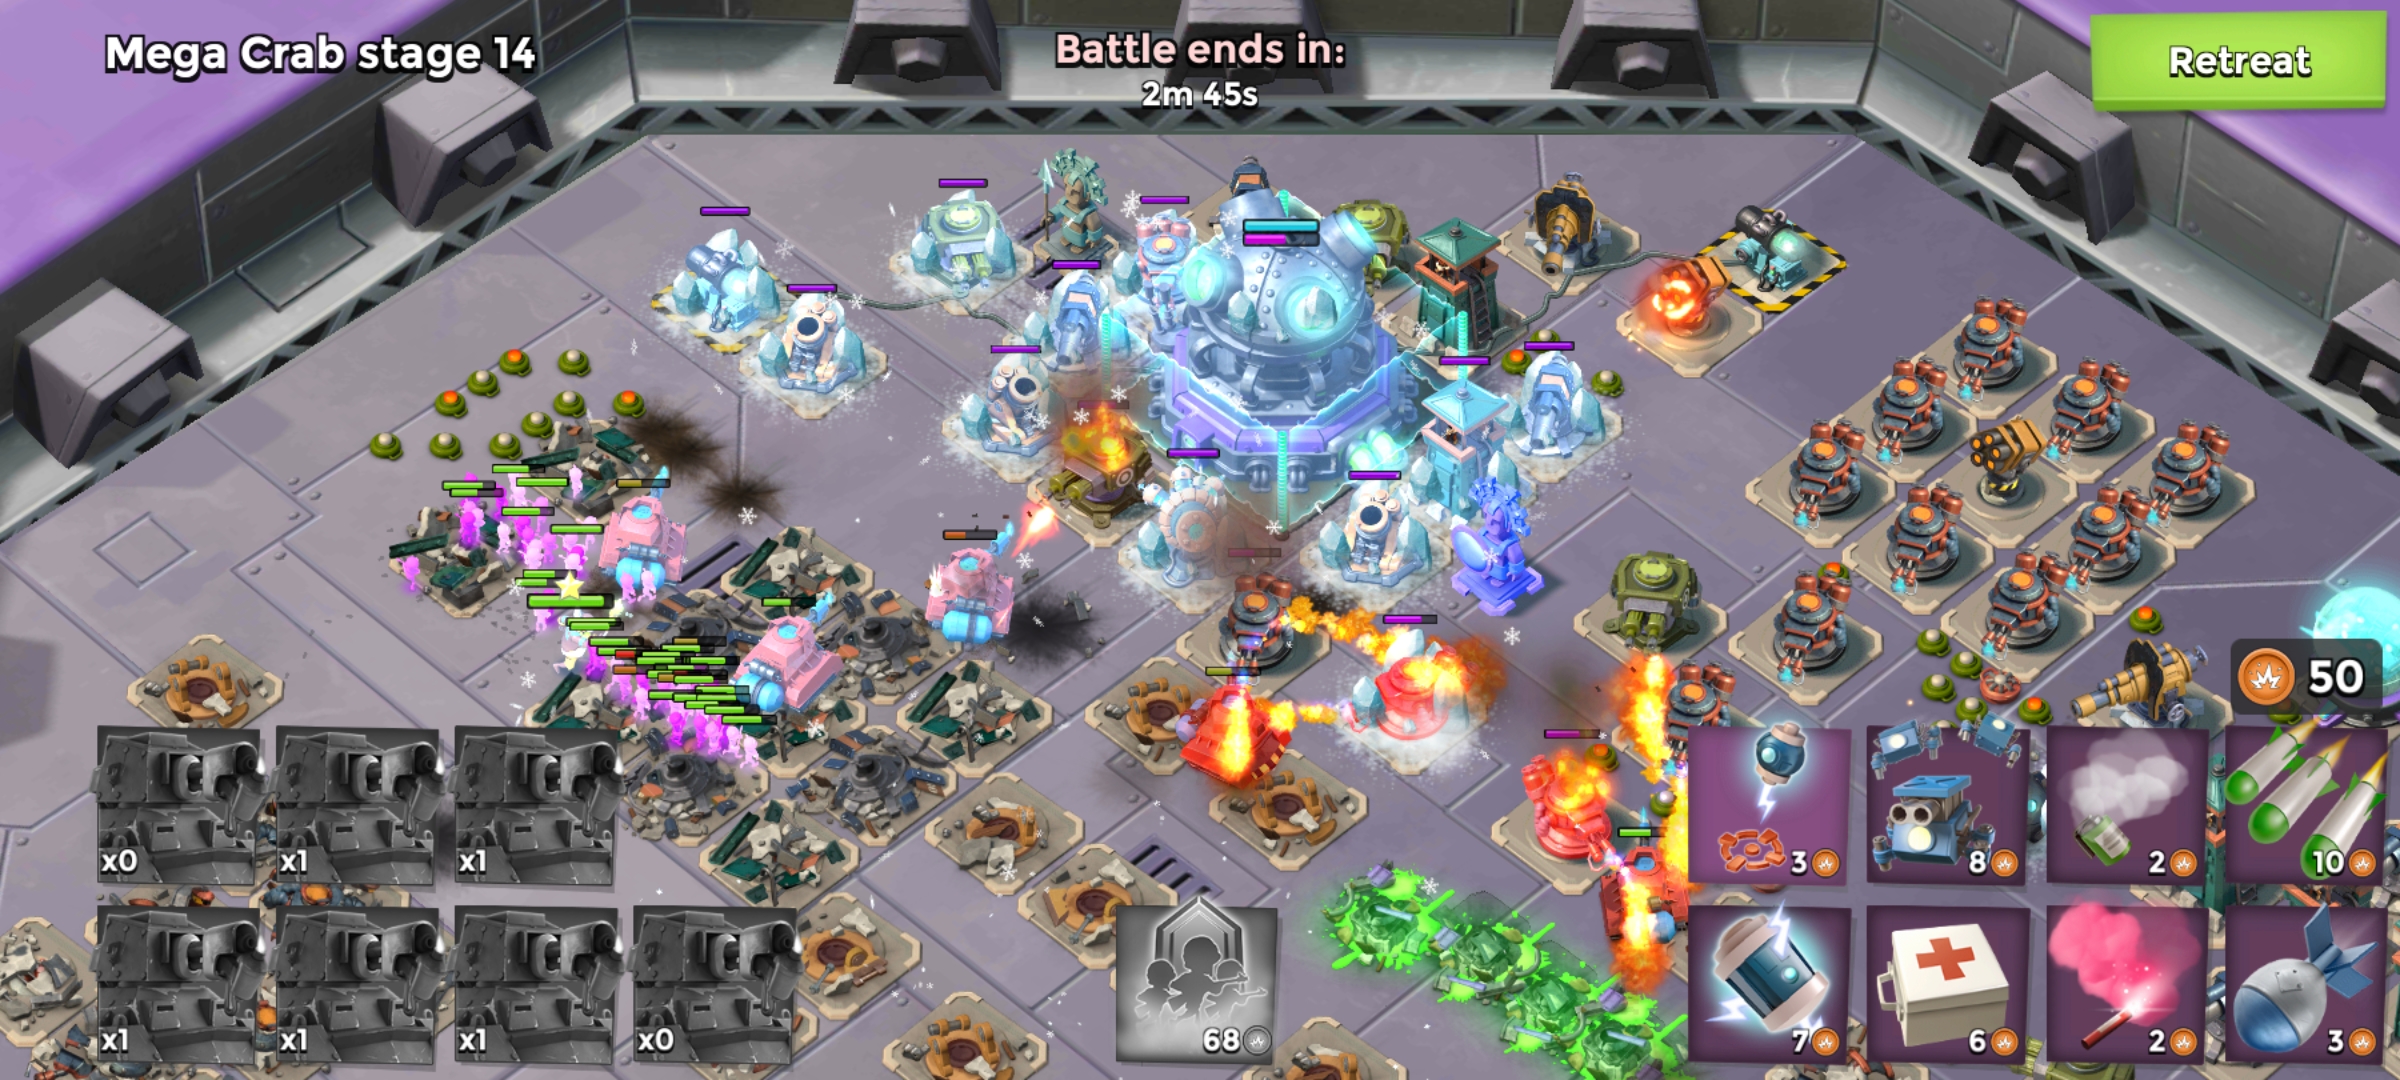 Mega Crab stage 14
Battle ends in:
2m 45s
Retreat
50
x0
x1
x1
3
8
2
10
x1
x1
x1
x0
68
7
6
2
3